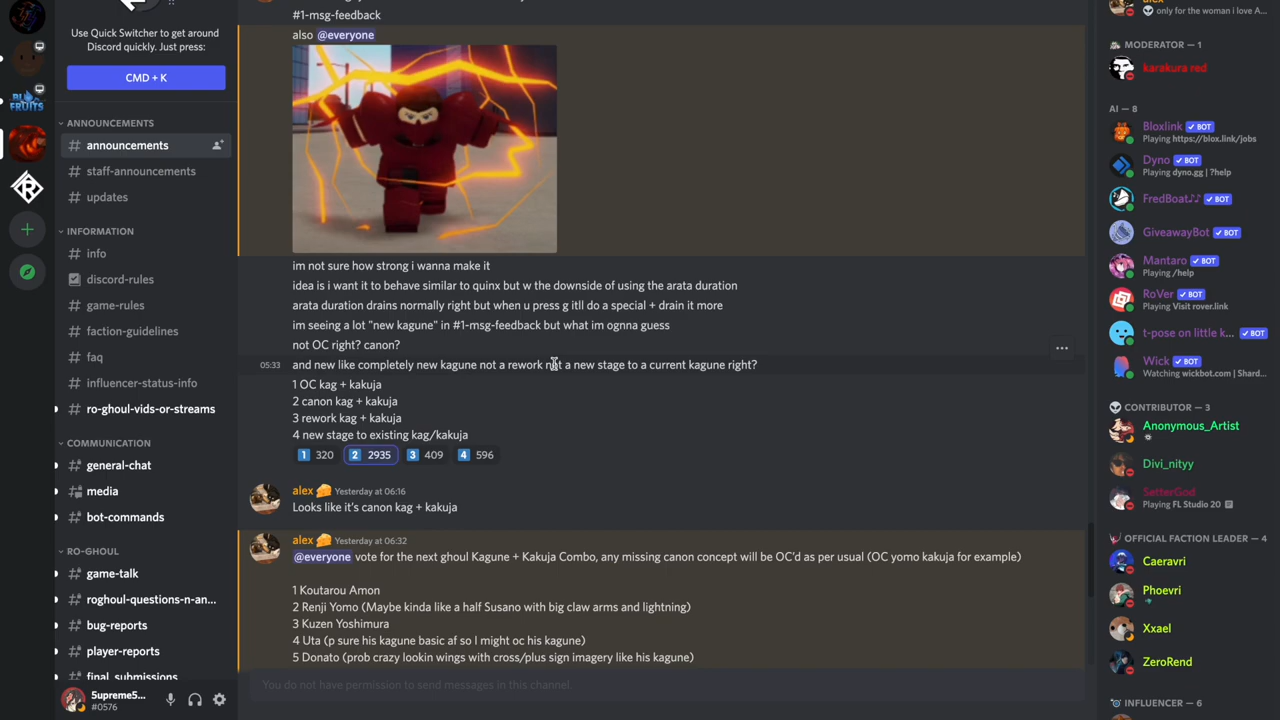 Use Quick Switcher to get around
Discord quickly. Just press:
CMD + K
ANNOUNCEMENTS
announcements
staff-announcements
updates
INFORMATION
info
discord-rules
game-rules
faction-guidelines
faq
influencer-status-info
ro-ghoul-vids-or-streams
COMMUNICATION
general-chat
media
bot-commands
RO-GHOUL
game-talk
roghoul-questions-n-an...
bug-reports
player-reports
final_submissions
5upreme5...
#0576
BLOX
FRUITS
#1-msg-feedback
also @everyone
im not sure how strong i wanna make it
idea is i want it to behave similar to quinx but w the downside of using the arata duration
arata duration drains normally right but when u press g itll do a special + drain it more
im seeing a lot "new kagune" in #1-msg-feedback but what im ognna guess
not OC right? canon?
05:33 and new like completely new kagune not a rework not a new stage to a current kagune right?
1 OC kag + kakuja
2 canon kag + kakuja
3 rework kag + kakuja
4 new stage to existing kag/kakuja
1 320 2 2935 3 409 4 596
alex Yesterday at 06:16
Looks like it's canon kag + kakuja
alex Yesterday at 06:32
@everyone vote for the next ghoul Kagune + Kakuja Combo, any missing canon concept will be OC'd as per usual (OC yomo kakuja for example)
1 Koutarou Amon
2 Renji Yomo (Maybe kinda like a half Susano with big claw arms and lightning)
3 Kuzen Yoshimura
4 Uta (p sure his kagune basic af so I might oc his kagune)
5 Donato (prob crazy lookin wings with cross/plus sign imagery like his kagune)
You do not have permission to send messages in this channel.
alex
only for the woman i love A...
MODERATOR — 1
karakura red
AI — 8
Bloxlink BOT
Playing https://blox.link/jobs
Dyno BOT
Playing dyno.gg | ?help
FredBoat♪♪ BOT
GiveawayBot BOT
Mantaro BOT
Playing /help
RoVer BOT
Playing Visit rover.link
t-pose on little k... BOT
Wick BOT
Watching wickbot.com | Shard...
CONTRIBUTOR — 3
Anonymous_Artist
Divi_nityy
SetterGod
Playing FL Studio 20
OFFICIAL FACTION LEADER — 4
Caeravri
Phoevri
Xxael
ZeroRend
INFLUENCER — 6